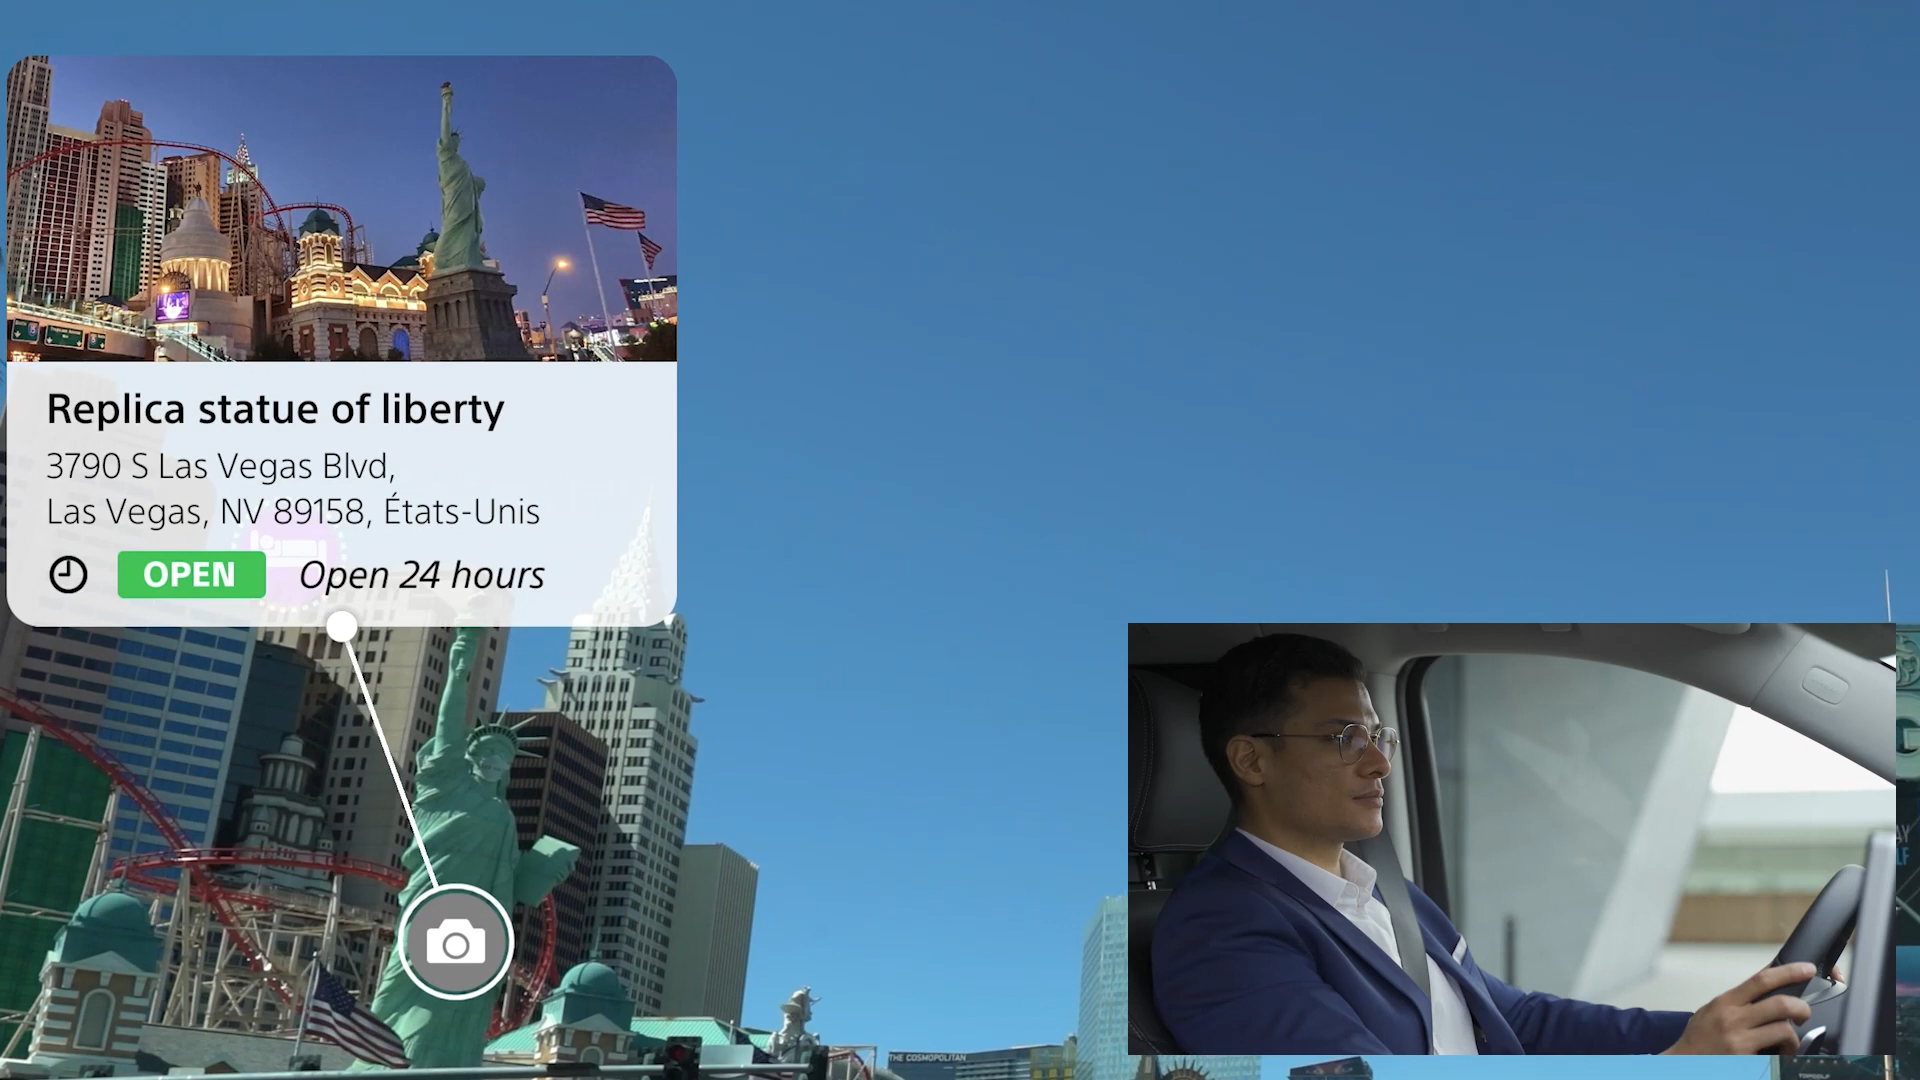 Replica statue of liberty
3790 S Las Vegas Blvd,
Las Vegas, NV 89158, États-Unis
OPEN
Open 24 hours
THE COSMOPOLITAN
TOPGOLF